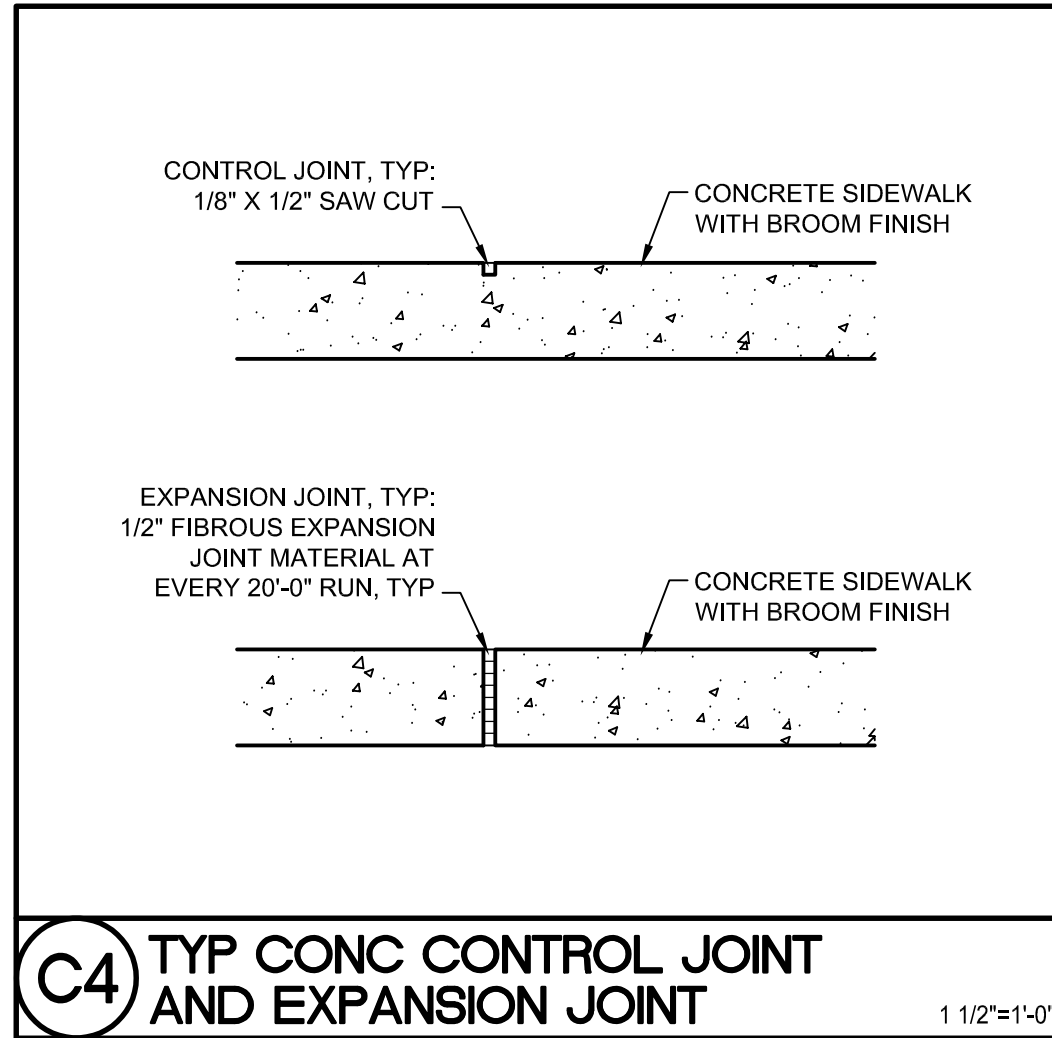 CONTROL JOINT, TYP:
1/8" X 1/2" SAW CUT
CONCRETE SIDEWALK
WITH BROOM FINISH
EXPANSION JOINT, TYP:
1/2" FIBROUS EXPANSION
JOINT MATERIAL AT
EVERY 20'-0" RUN, TYP
CONCRETE SIDEWALK
WITH BROOM FINISH
C4
TYP CONC CONTROL JOINT
AND EXPANSION JOINT
1 1/2"=1'-0"